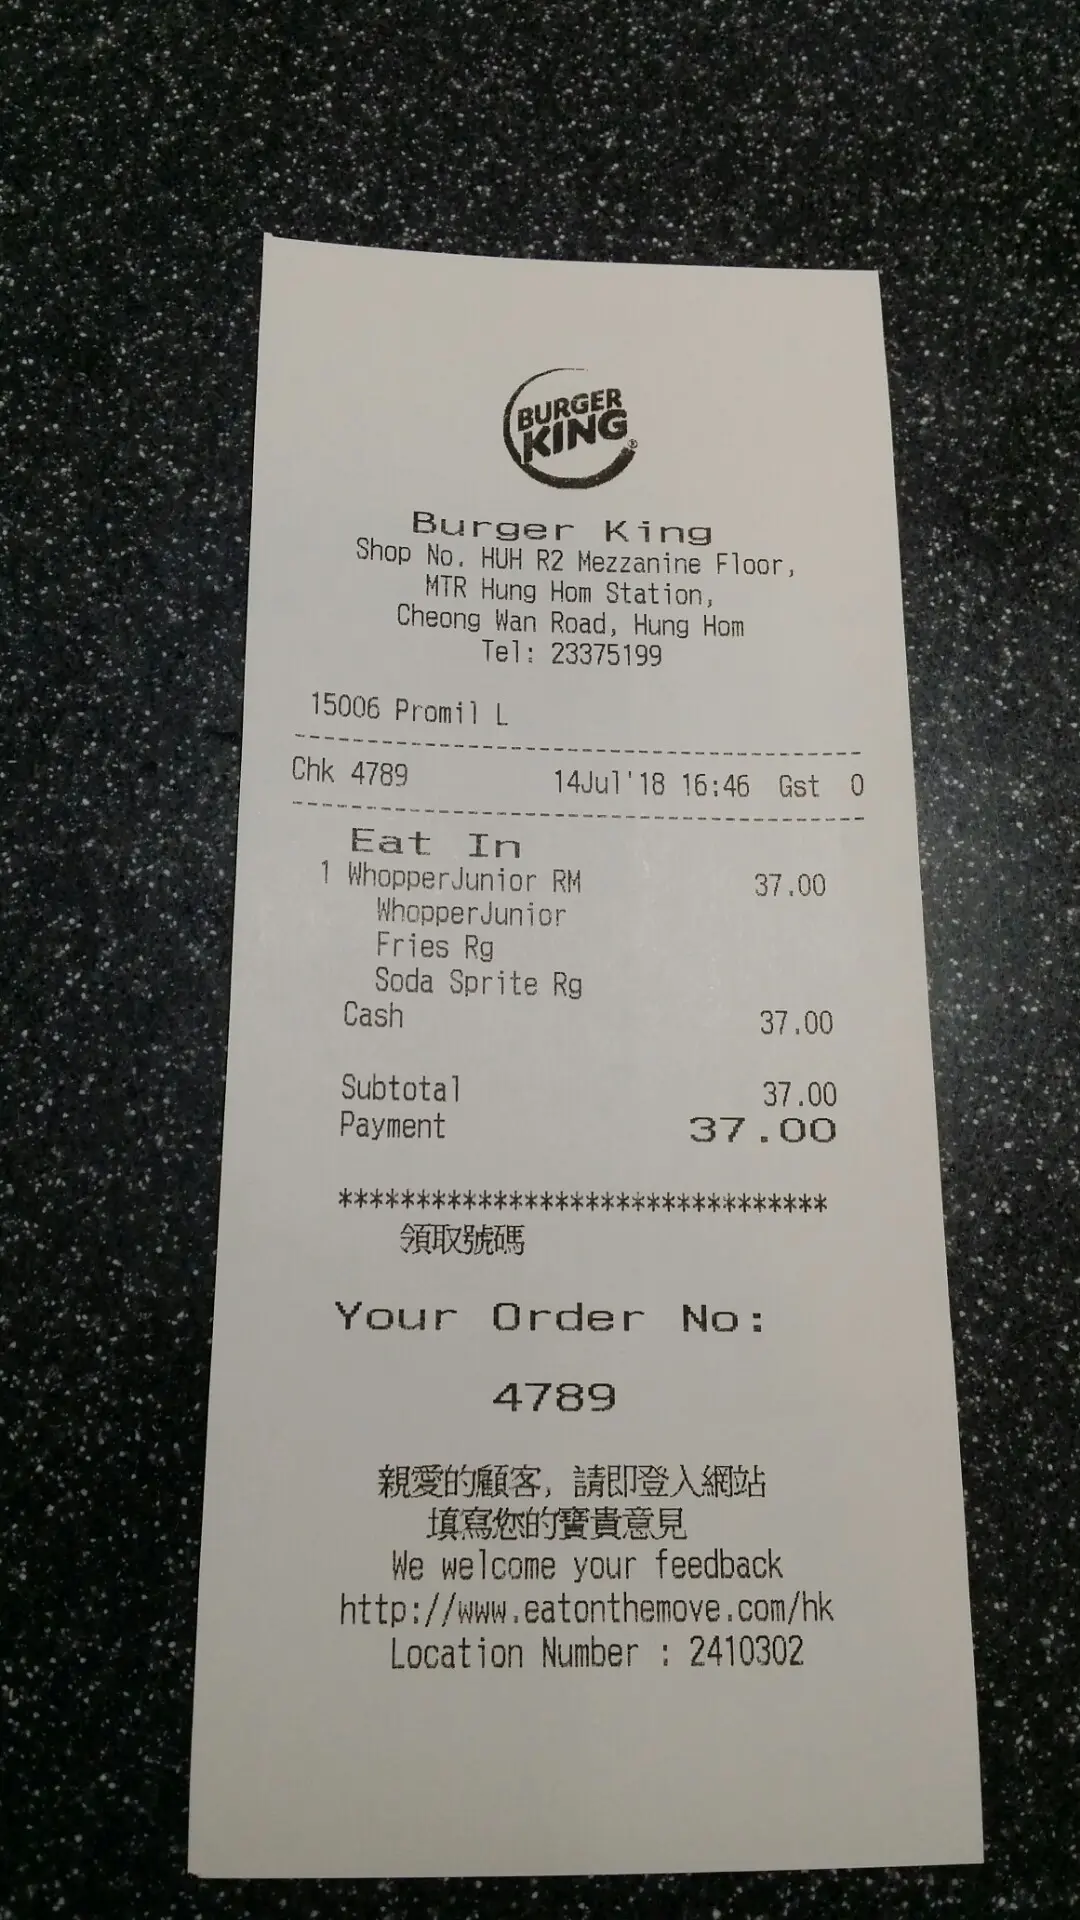 BURGER
KING®
Burger King
Shop No. HUH R2 Mezzanine Floor,
MTR Hung Hom Station,
Cheong Wan Road, Hung Hom
Tel: 23375199
15006 Promil L
--------------------------------------
Chk 4789 14Jul'18 16:46 Gst 0
--------------------------------------
Eat In
1 WhopperJunior RM 37.00
WhopperJunior
Fries Rg
Soda Sprite Rg
Cash 37.00
Subtotal 37.00
Payment 37.00
********************************
領取號碼
Your Order No:
4789
親愛的顧客, 請即登入網站
填寫您的寶貴意見
We welcome your feedback
http://www.eatonthemove.com/hk
Location Number : 2410302